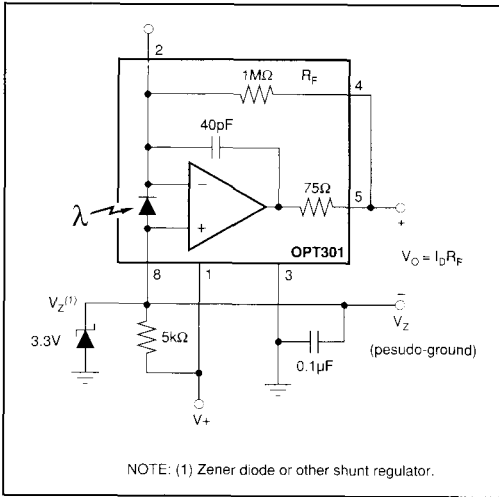 2
1MΩ R_F
4
40pF
−
λ
75Ω
5
+
+
OPT301
V_O = I_D R_F
8
1
3
V_Z(1)
−
V_Z
3.3V
5kΩ
(pesudo-ground)
0.1µF
V+
NOTE: (1) Zener diode or other shunt regulator.